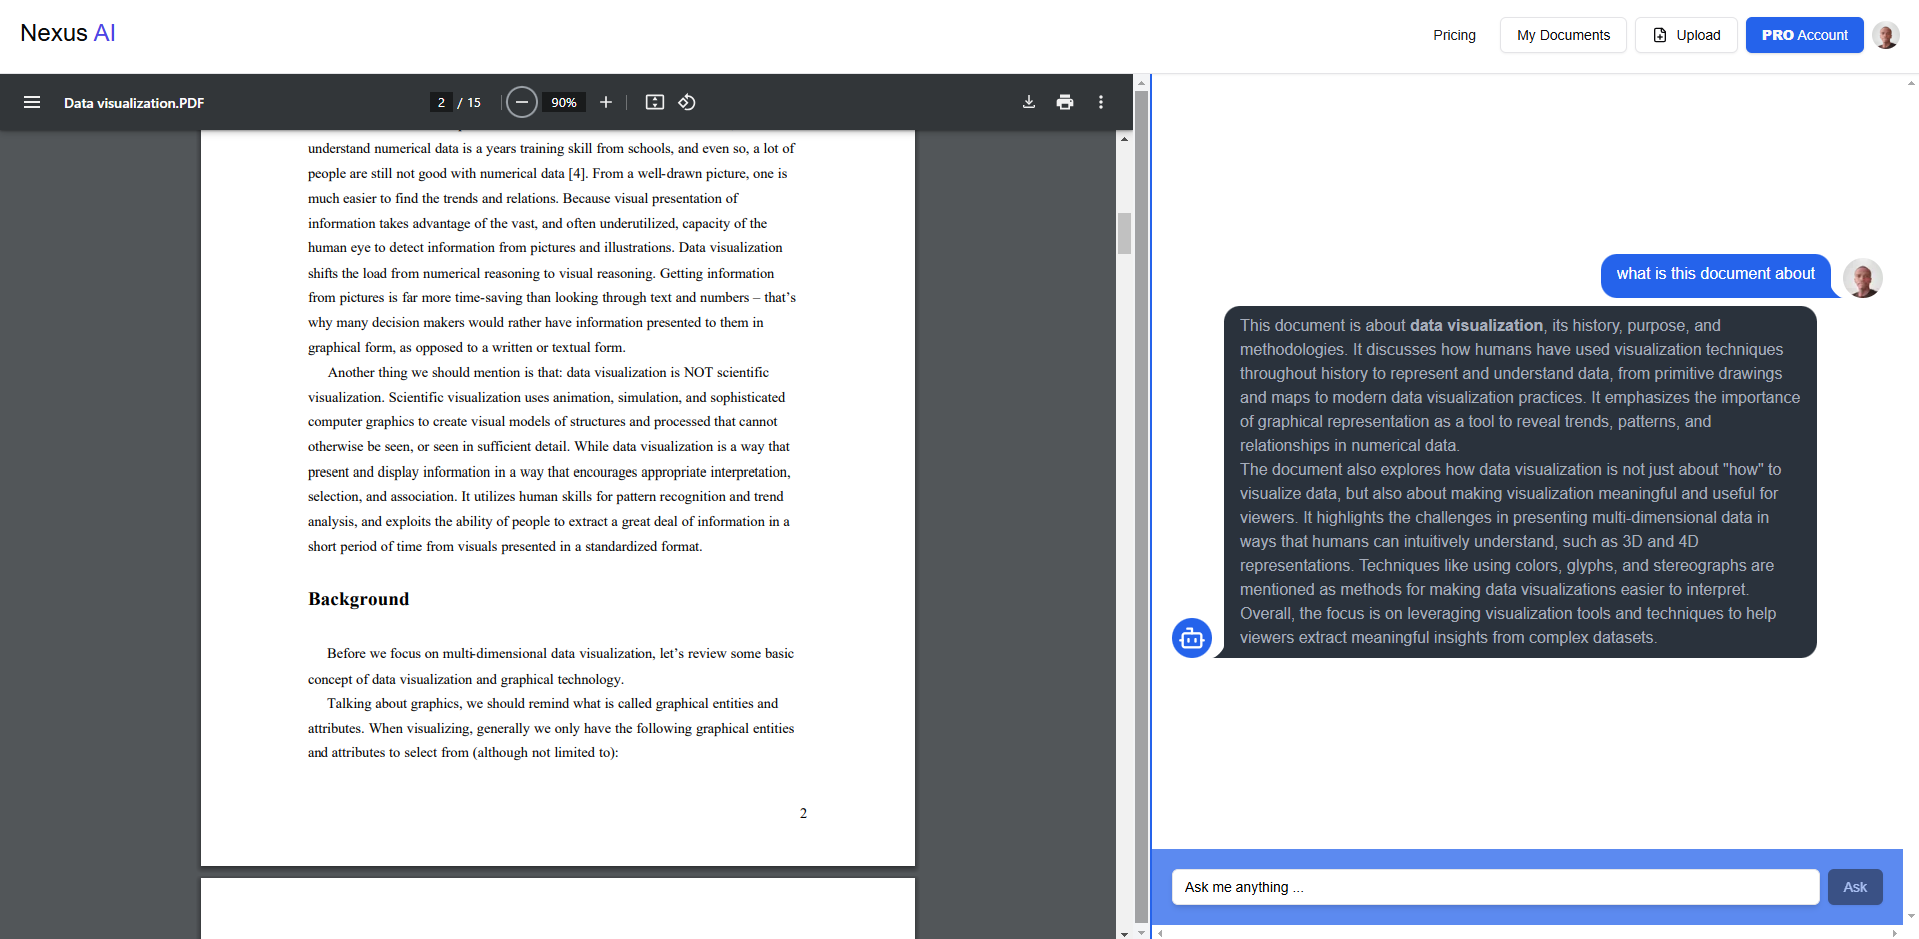 Nexus AI
Pricing
My Documents
Upload
PRO Account
Data visualization.PDF
2 / 15
90%
understand numerical data is a years training skill from schools, and even so, a lot of
people are still not good with numerical data [4]. From a well-drawn picture, one is
much easier to find the trends and relations. Because visual presentation of
information takes advantage of the vast, and often underutilized, capacity of the
human eye to detect information from pictures and illustrations. Data visualization
shifts the load from numerical reasoning to visual reasoning. Getting information
from pictures is far more time-saving than looking through text and numbers – that’s
why many decision makers would rather have information presented to them in
graphical form, as opposed to a written or textual form.
Another thing we should mention is that: data visualization is NOT scientific
visualization. Scientific visualization uses animation, simulation, and sophisticated
computer graphics to create visual models of structures and processed that cannot
otherwise be seen, or seen in sufficient detail. While data visualization is a way that
present and display information in a way that encourages appropriate interpretation,
selection, and association. It utilizes human skills for pattern recognition and trend
analysis, and exploits the ability of people to extract a great deal of information in a
short period of time from visuals presented in a standardized format.
Background
Before we focus on multi-dimensional data visualization, let’s review some basic
concept of data visualization and graphical technology.
Talking about graphics, we should remind what is called graphical entities and
attributes. When visualizing, generally we only have the following graphical entities
and attributes to select from (although not limited to):
2
what is this document about
This document is about data visualization, its history, purpose, and
methodologies. It discusses how humans have used visualization techniques
throughout history to represent and understand data, from primitive drawings
and maps to modern data visualization practices. It emphasizes the importance
of graphical representation as a tool to reveal trends, patterns, and
relationships in numerical data.
The document also explores how data visualization is not just about "how" to
visualize data, but also about making visualization meaningful and useful for
viewers. It highlights the challenges in presenting multi-dimensional data in
ways that humans can intuitively understand, such as 3D and 4D
representations. Techniques like using colors, glyphs, and stereographs are
mentioned as methods for making data visualizations easier to interpret.
Overall, the focus is on leveraging visualization tools and techniques to help
viewers extract meaningful insights from complex datasets.
Ask me anything ...
Ask